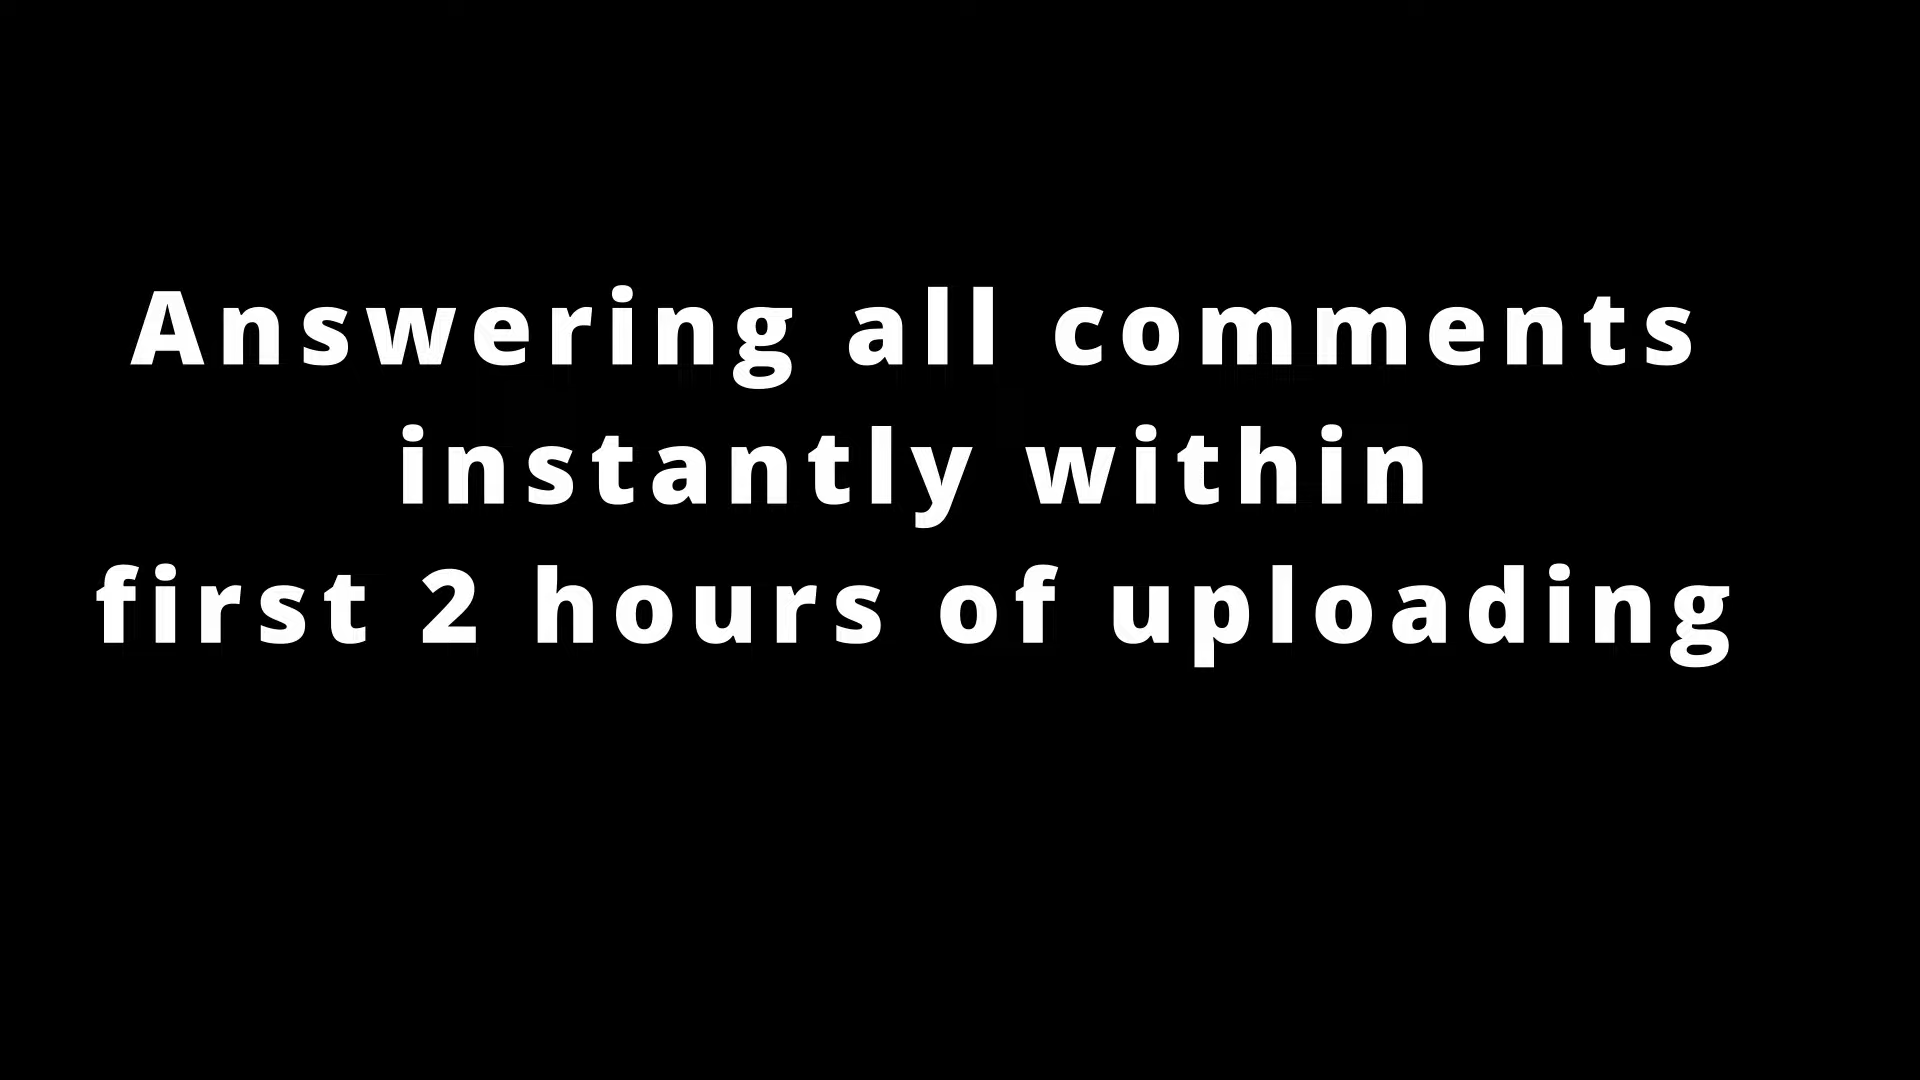 Answering all comments
instantly within
first 2 hours of uploading